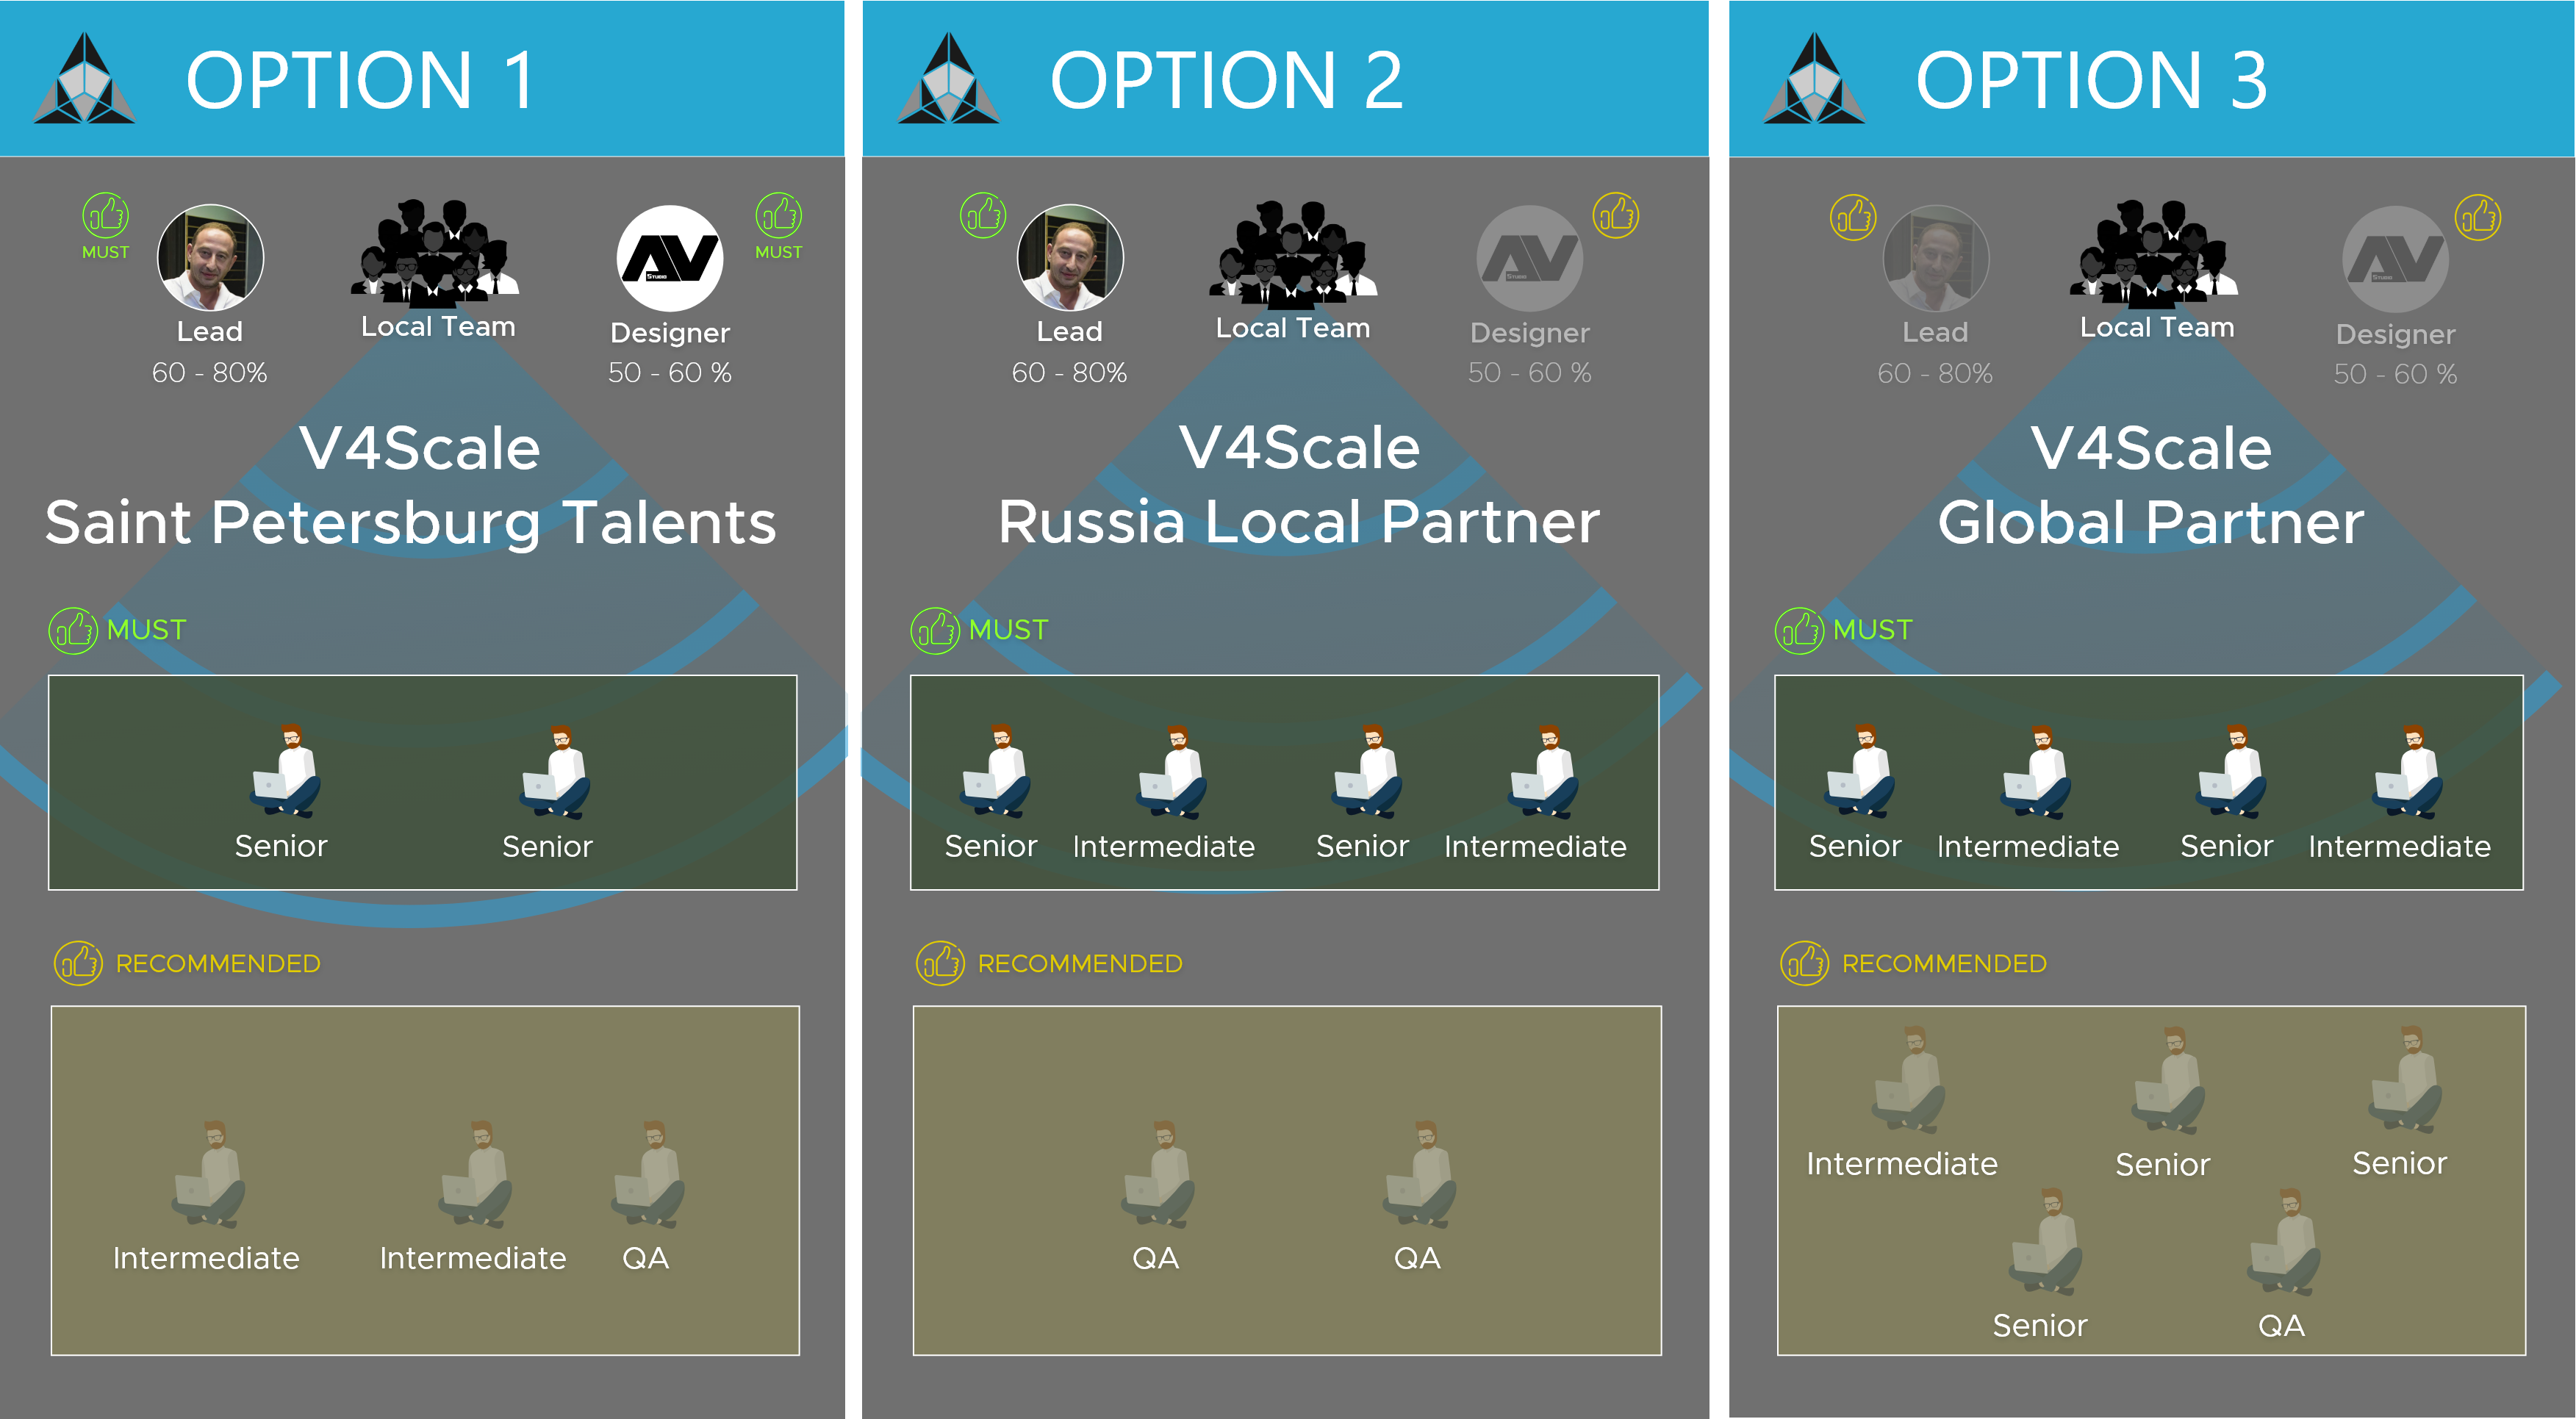 OPTION 1
MUST
MUST
Lead
Local Team
AV
STUDIO
Designer
60 - 80%
50 - 60 %
V4Scale
Saint Petersburg Talents
MUST
Senior
Senior
RECOMMENDED
Intermediate
Intermediate
QA
OPTION 2
Lead
Local Team
AV
STUDIO
Designer
60 - 80%
50 - 60 %
V4Scale
Russia Local Partner
MUST
Senior
Intermediate
Senior
Intermediate
RECOMMENDED
QA
QA
OPTION 3
Lead
Local Team
AV
STUDIO
Designer
60 - 80%
50 - 60 %
V4Scale
Global Partner
MUST
Senior
Intermediate
Senior
Intermediate
RECOMMENDED
Intermediate
Senior
Senior
Senior
QA